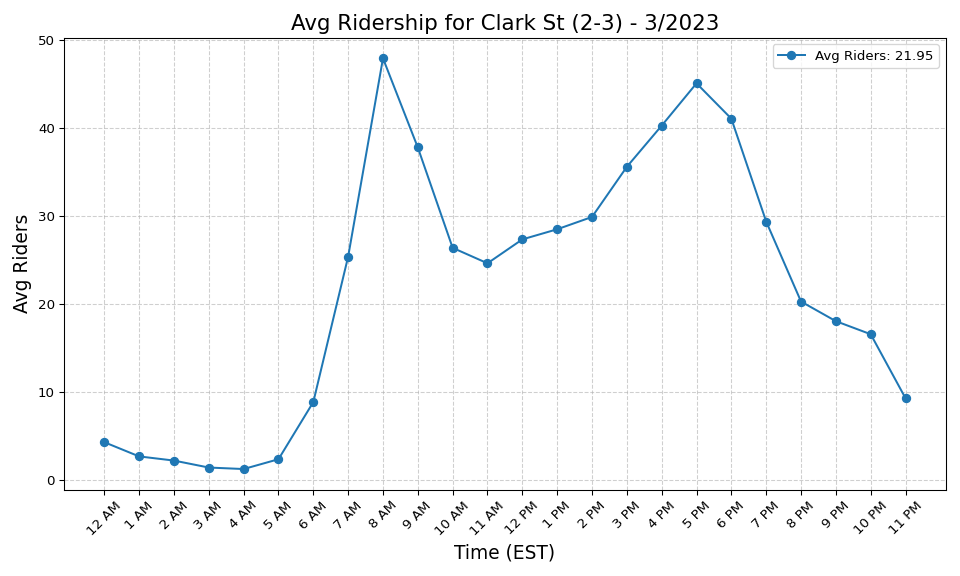 Avg Ridership for Clark St (2-3) - 3/2023
Avg Riders: 21.95
Avg Riders
50
40
30
20
10
0
12 AM
1 AM
2 AM
3 AM
4 AM
5 AM
6 AM
7 AM
8 AM
9 AM
10 AM
11 AM
12 PM
1 PM
2 PM
3 PM
4 PM
5 PM
6 PM
7 PM
8 PM
9 PM
10 PM
11 PM
Time (EST)